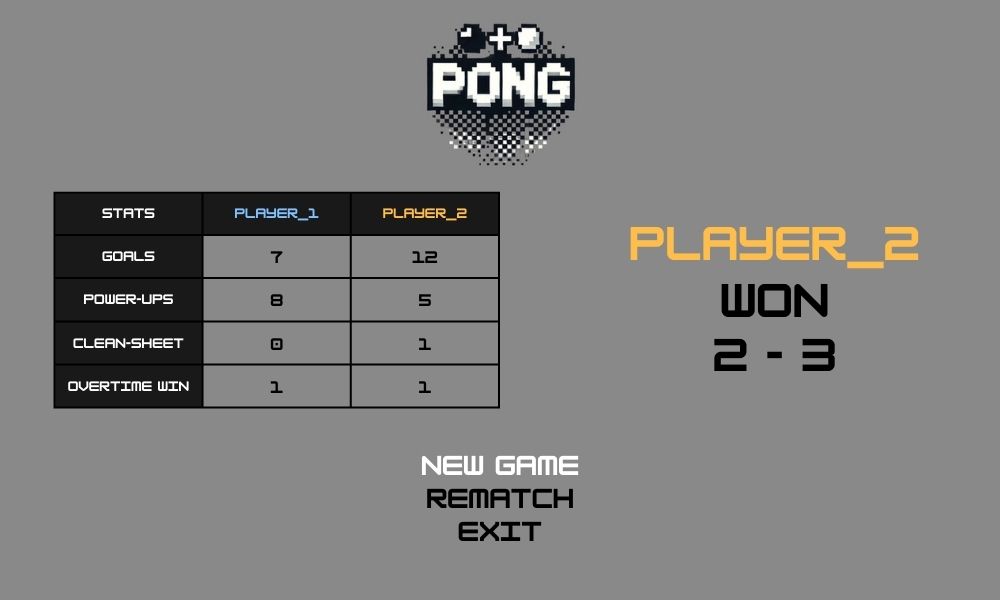 PONG
STATS PLAYER_1 PLAYER_2
GOALS 7 12
POWER-UPS 8 5
CLEAN-SHEET 0 1
OVERTIME WIN 1 1
PLAYER_2
WON
2 - 3
NEW GAME
REMATCH
EXIT